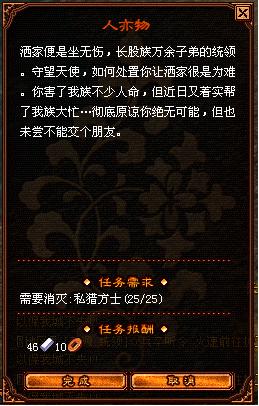 人亦物
洒家便是坐无伤，长股族万余子弟的统领
。守望天使，如何处置你让洒家很是为难
。你害了我族不少人命，但近日又着实帮
了我族大忙…彻底原谅你绝无可能，但也
未尝不能交个朋友。
任务需求
需要消灭:私猎方士(25/25)
任务报酬
46 10
完成 取消